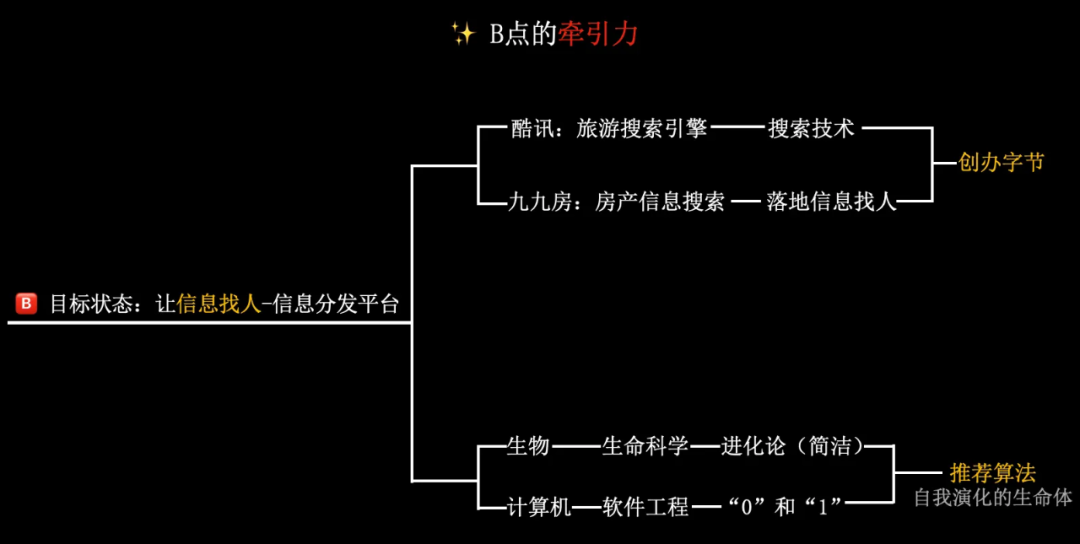 ✨ B点的牵引力
酷讯：旅游搜索引擎 搜索技术
创办字节
九九房：房产信息搜索 落地信息找人
B 目标状态：让信息找人-信息分发平台
生物 生命科学 进化论（简洁）
推荐算法
自我演化的生命体
计算机 软件工程 “0”和“1”